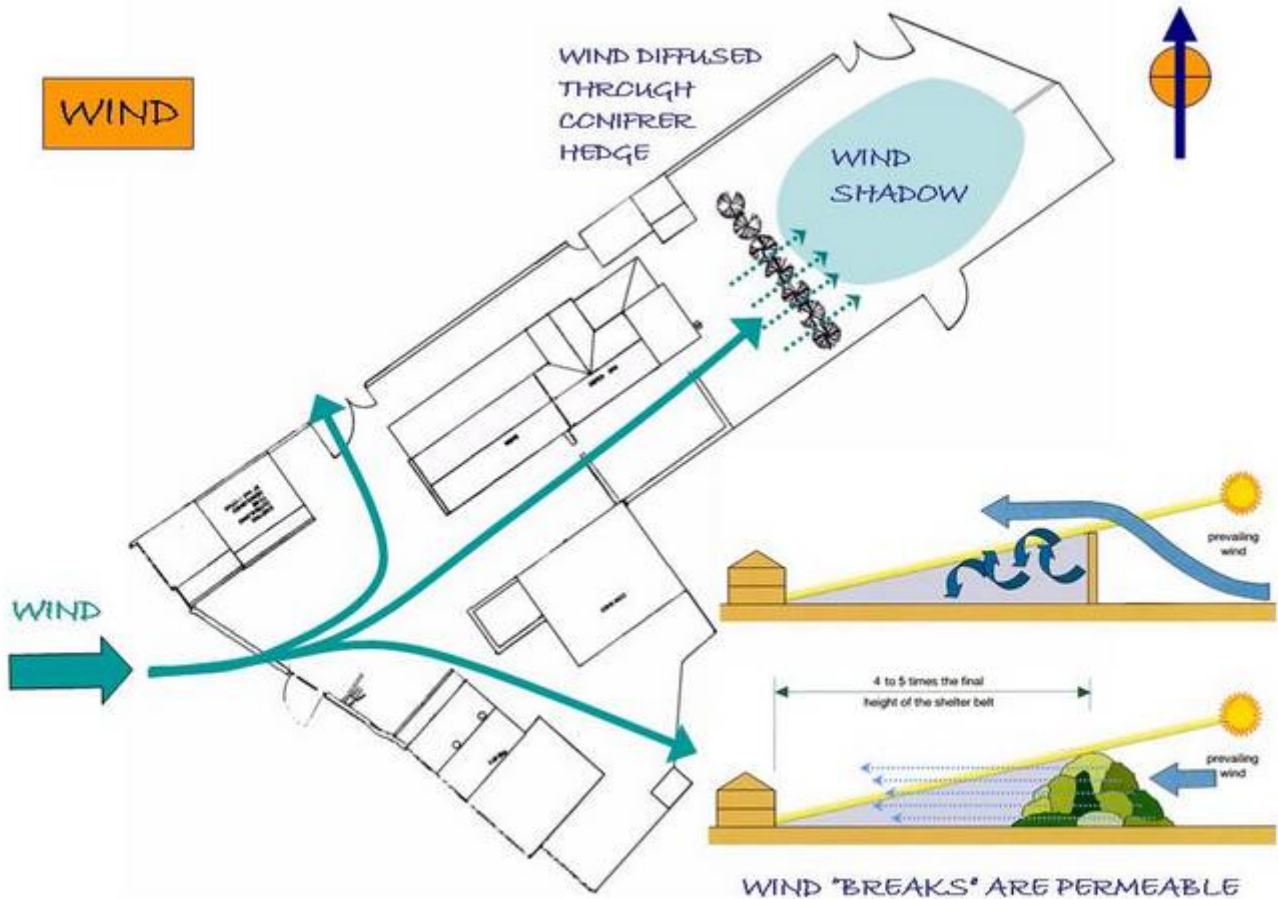 WIND
WIND DIFFUSED
THROUGH
CONIFRER
HEDGE
WIND
SHADOW
WIND
prevailing
wind
4 to 5 times the final
height of the shelter belt
prevailing
wind
WIND "BREAKS" ARE PERMEABLE